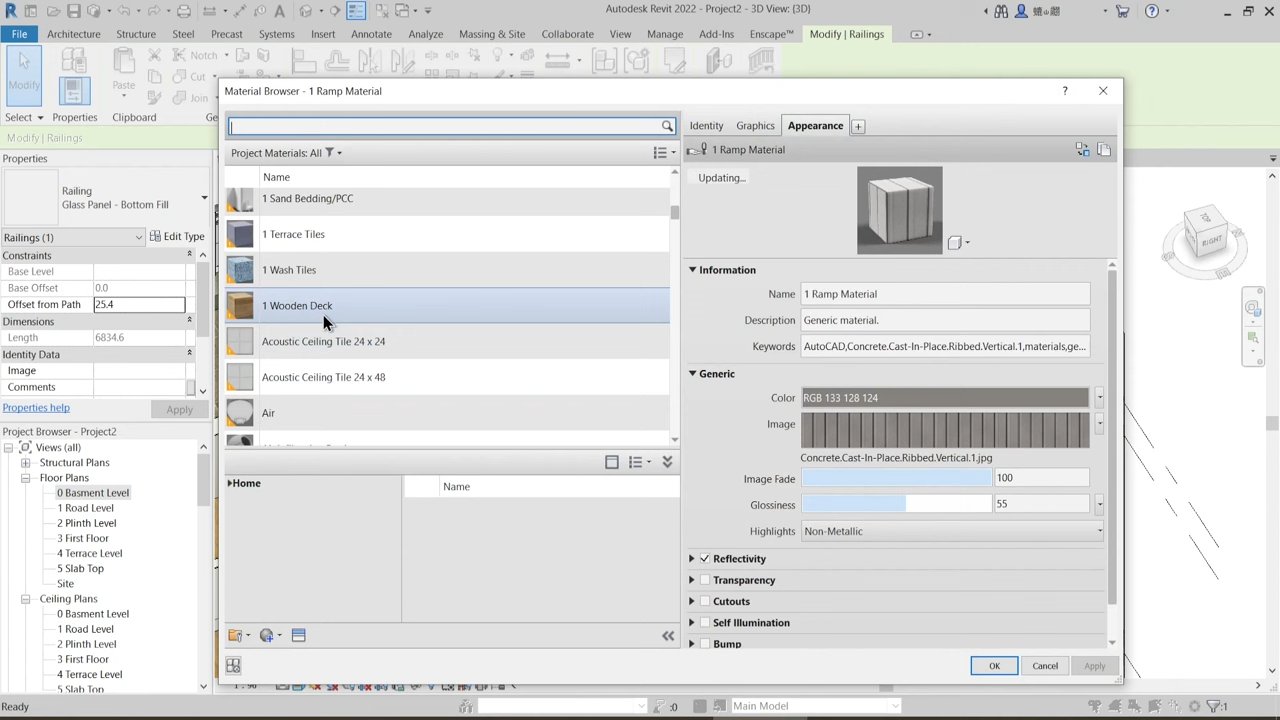 Autodesk Revit 2022 - Project2 - 3D View: {3D}
File Architecture Structure Steel Precast Systems Insert Annotate Analyze Massing & Site Collaborate View Manage Add-Ins Enscape™ Modify | Railings
Modify Properties Paste Notch Cut Join
Select Properties Clipboard
Modify | Railings
Properties
Railing
Glass Panel - Bottom Fill
Railings (1) Edit Type
Constraints
Base Level
Base Offset 0.0
Offset from Path 25.4
Dimensions
Length 6834.6
Identity Data
Image
Comments
Properties help Apply
Project Browser - Project2
Views (all)
Structural Plans
Floor Plans
0 Basment Level
1 Road Level
2 Plinth Level
3 First Floor
4 Terrace Level
5 Slab Top
Site
Ceiling Plans
0 Basment Level
1 Road Level
2 Plinth Level
3 First Floor
4 Terrace Level
5 Slab Top
Material Browser - 1 Ramp Material
Project Materials: All
Name
1 Sand Bedding/PCC
1 Terrace Tiles
1 Wash Tiles
1 Wooden Deck
Acoustic Ceiling Tile 24 x 24
Acoustic Ceiling Tile 24 x 48
Air
Home Name
Identity Graphics Appearance
1 Ramp Material
Updating...
Information
Name 1 Ramp Material
Description Generic material.
Keywords AutoCAD,Concrete.Cast-In-Place.Ribbed.Vertical.1,materials,ge...
Generic
Color RGB 133 128 124
Image
Concrete.Cast-In-Place.Ribbed.Vertical.1.jpg
Image Fade 100
Glossiness 55
Highlights Non-Metallic
Reflectivity
Transparency
Cutouts
Self Illumination
Bump
OK Cancel Apply
TOP
RIGHT
Ready :0 Main Model :1